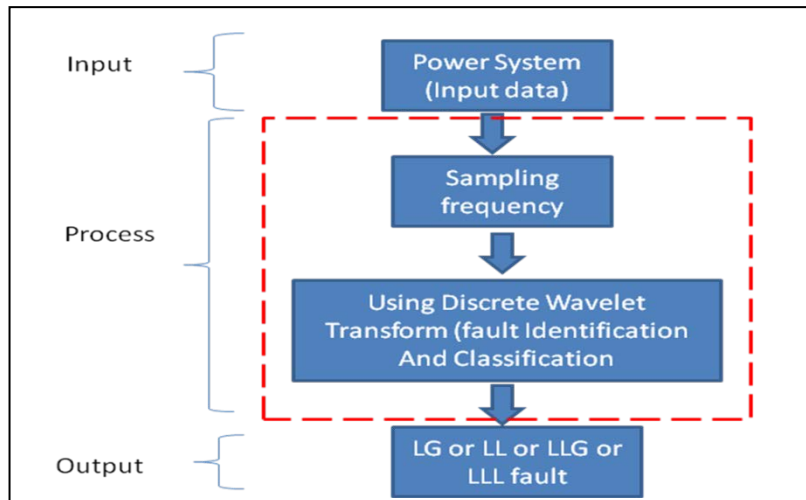 Input
Power System
(Input data)
Process
Sampling
frequency
Using Discrete Wavelet
Transform (fault Identification
And Classification
Output
LG or LL or LLG or
LLL fault